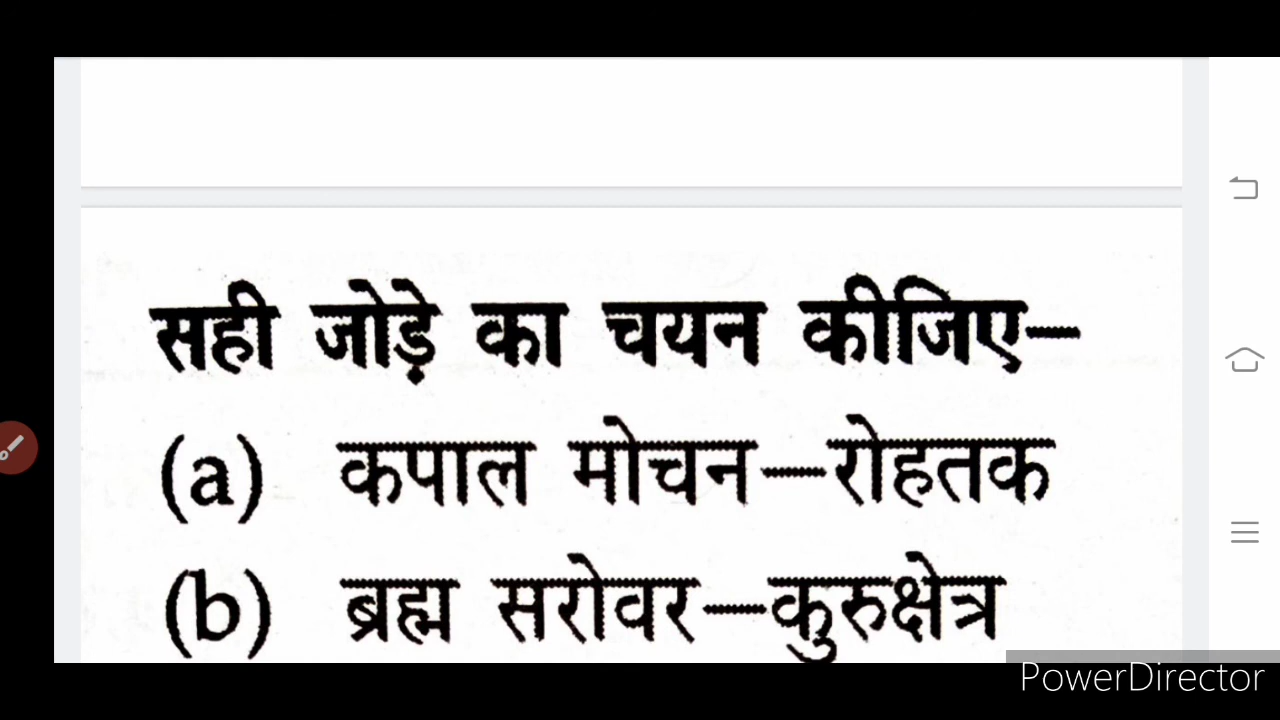 सही जोड़े का चयन कीजिए–
(a) कपाल मोचन–रोहतक
(b) ब्रह्म सरोवर–कुरुक्षेत्र
PowerDirector